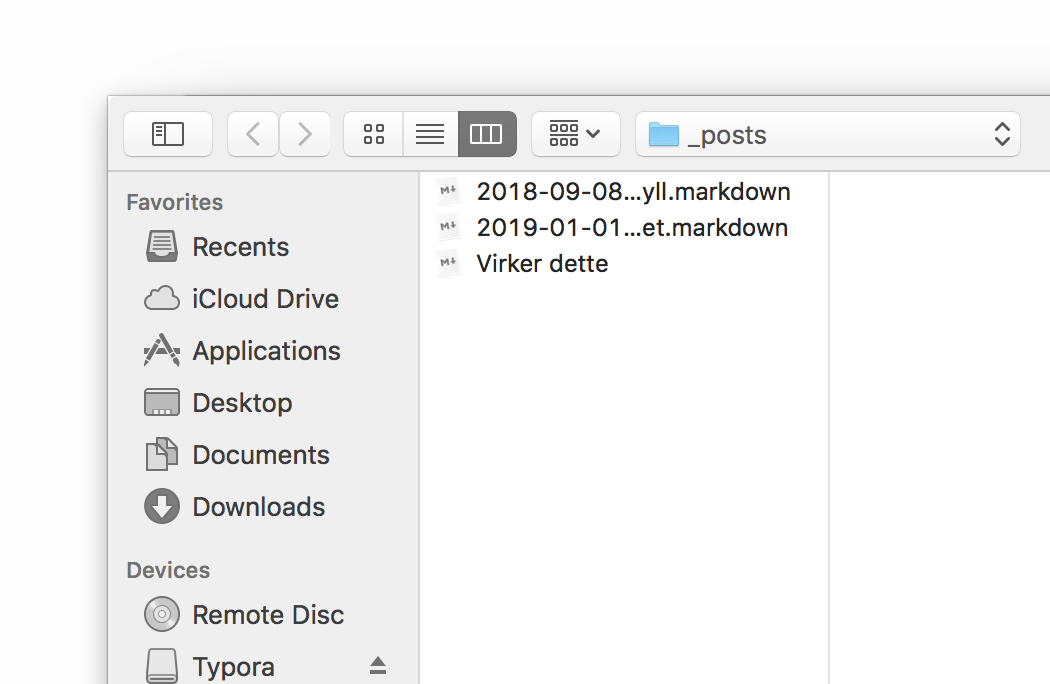 _posts
Favorites
Recents
iCloud Drive
Applications
Desktop
Documents
Downloads
Devices
Remote Disc
Typora
M↓ 2018-09-08...yll.markdown
M↓ 2019-01-01...et.markdown
M↓ Virker dette